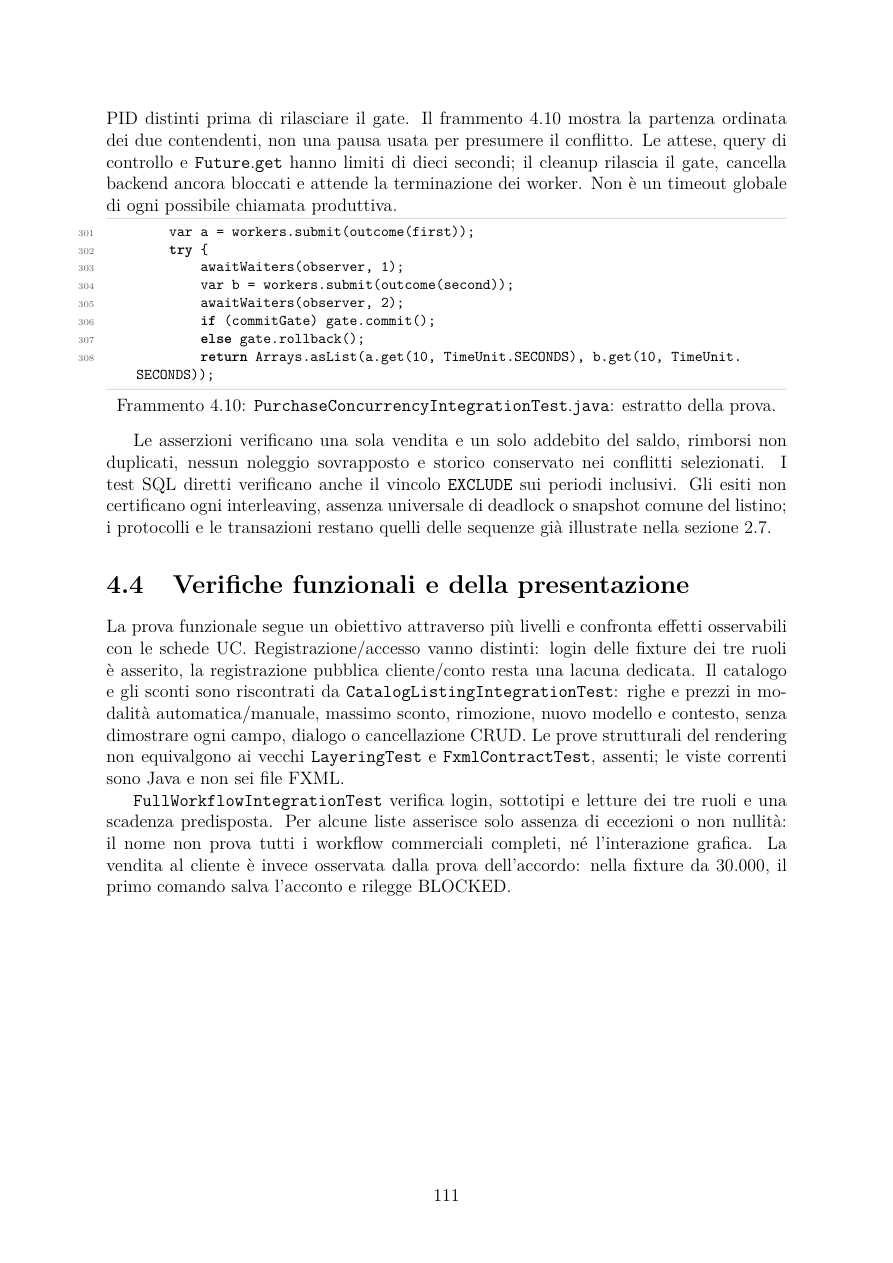 PID distinti prima di rilasciare il gate. Il frammento 4.10 mostra la partenza ordinata
dei due contendenti, non una pausa usata per presumere il conflitto. Le attese, query di
controllo e Future.get hanno limiti di dieci secondi; il cleanup rilascia il gate, cancella
backend ancora bloccati e attende la terminazione dei worker. Non è un timeout globale
di ogni possibile chiamata produttiva.
301 var a = workers.submit(outcome(first));
302 try {
303 awaitWaiters(observer, 1);
304 var b = workers.submit(outcome(second));
305 awaitWaiters(observer, 2);
306 if (commitGate) gate.commit();
307 else gate.rollback();
308 return Arrays.asList(a.get(10, TimeUnit.SECONDS), b.get(10, TimeUnit.
SECONDS));
Frammento 4.10: PurchaseConcurrencyIntegrationTest.java: estratto della prova.
Le asserzioni verificano una sola vendita e un solo addebito del saldo, rimborsi non
duplicati, nessun noleggio sovrapposto e storico conservato nei conflitti selezionati. I
test SQL diretti verificano anche il vincolo EXCLUDE sui periodi inclusivi. Gli esiti non
certificano ogni interleaving, assenza universale di deadlock o snapshot comune del listino;
i protocolli e le transazioni restano quelli delle sequenze già illustrate nella sezione 2.7.
4.4 Verifiche funzionali e della presentazione
La prova funzionale segue un obiettivo attraverso più livelli e confronta effetti osservabili
con le schede UC. Registrazione/accesso vanno distinti: login delle fixture dei tre ruoli
è asserito, la registrazione pubblica cliente/conto resta una lacuna dedicata. Il catalogo
e gli sconti sono riscontrati da CatalogListingIntegrationTest: righe e prezzi in mo-
dalità automatica/manuale, massimo sconto, rimozione, nuovo modello e contesto, senza
dimostrare ogni campo, dialogo o cancellazione CRUD. Le prove strutturali del rendering
non equivalgono ai vecchi LayeringTest e FxmlContractTest, assenti; le viste correnti
sono Java e non sei file FXML.
FullWorkflowIntegrationTest verifica login, sottotipi e letture dei tre ruoli e una
scadenza predisposta. Per alcune liste asserisce solo assenza di eccezioni o non nullità:
il nome non prova tutti i workflow commerciali completi, né l'interazione grafica. La
vendita al cliente è invece osservata dalla prova dell'accordo: nella fixture da 30.000, il
primo comando salva l'acconto e rilegge BLOCKED.
111